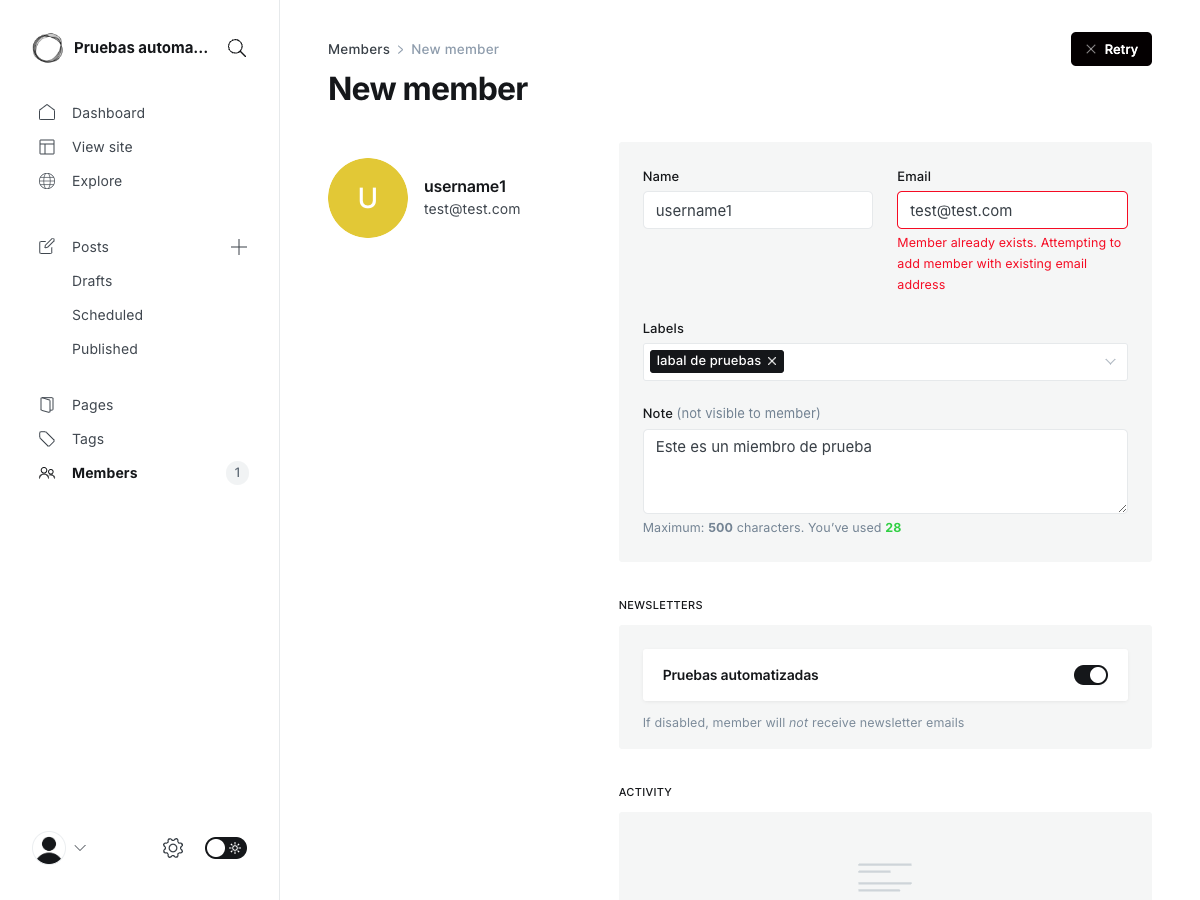 Pruebas automa...
Dashboard
View site
Explore
Posts
Drafts
Scheduled
Published
Pages
Tags
Members 1
Members > New member
Retry
New member
U
username1
test@test.com
Name
username1
Email
test@test.com
Member already exists. Attempting to
add member with existing email
address
Labels
labal de pruebas
Note (not visible to member)
Este es un miembro de prueba
Maximum: 500 characters. You’ve used 28
NEWSLETTERS
Pruebas automatizadas
If disabled, member will not receive newsletter emails
ACTIVITY